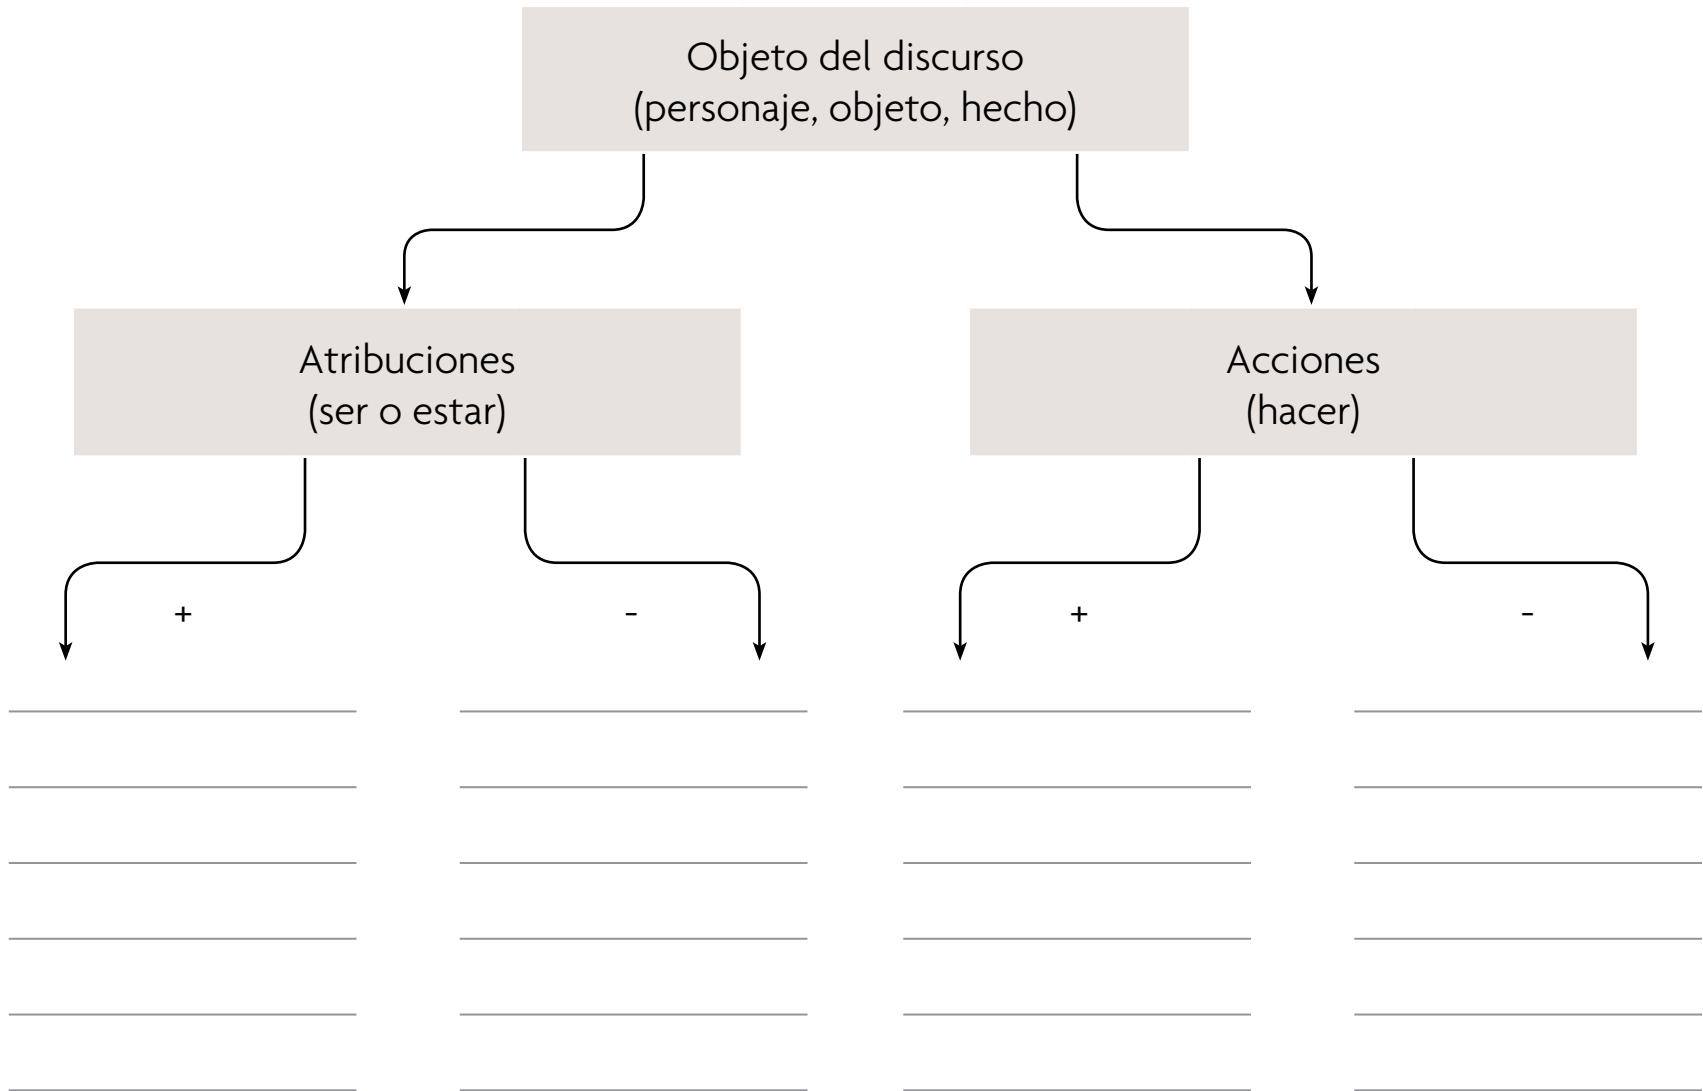 Objeto del discurso
(personaje, objeto, hecho)
Atribuciones
(ser o estar)
Acciones
(hacer)
+
-
+
-